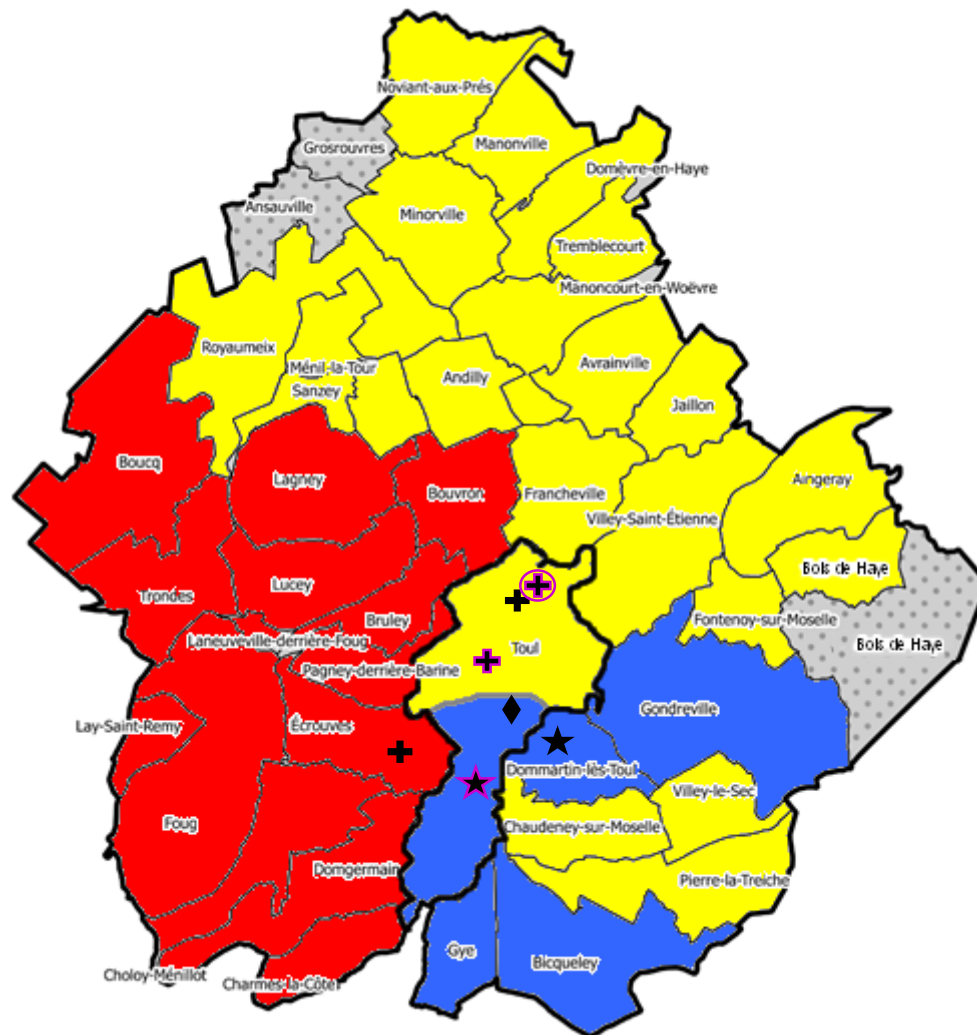 Noviant-aux-Prés
Grosrouvres
Manonville
Domèvre-en-Haye
Ansauville
Minorville
Tremblecourt
Manoncourt-en-Woëvre
Royaumeix
Ménil-la-Tour
Avrainville
Andilly
Sanzey
Jaillon
Boucq
Lagney
Bouvron
Francheville
Aingeray
Villey-Saint-Étienne
Bois de Haye
Trondes
Lucey
Bruley
Fontenoy-sur-Moselle
Laneuveville-derrière-Foug
Toul
Bois de Haye
Pagney-derrière-Barine
Gondreville
Lay-Saint-Remy
Écrouves
Dommartin-lès-Toul
Villey-le-Sec
Foug
Chaudeney-sur-Moselle
Domgermain
Pierre-la-Treiche
Gye
Bicqueley
Choloy-Ménillot
Charmes-la-Côte